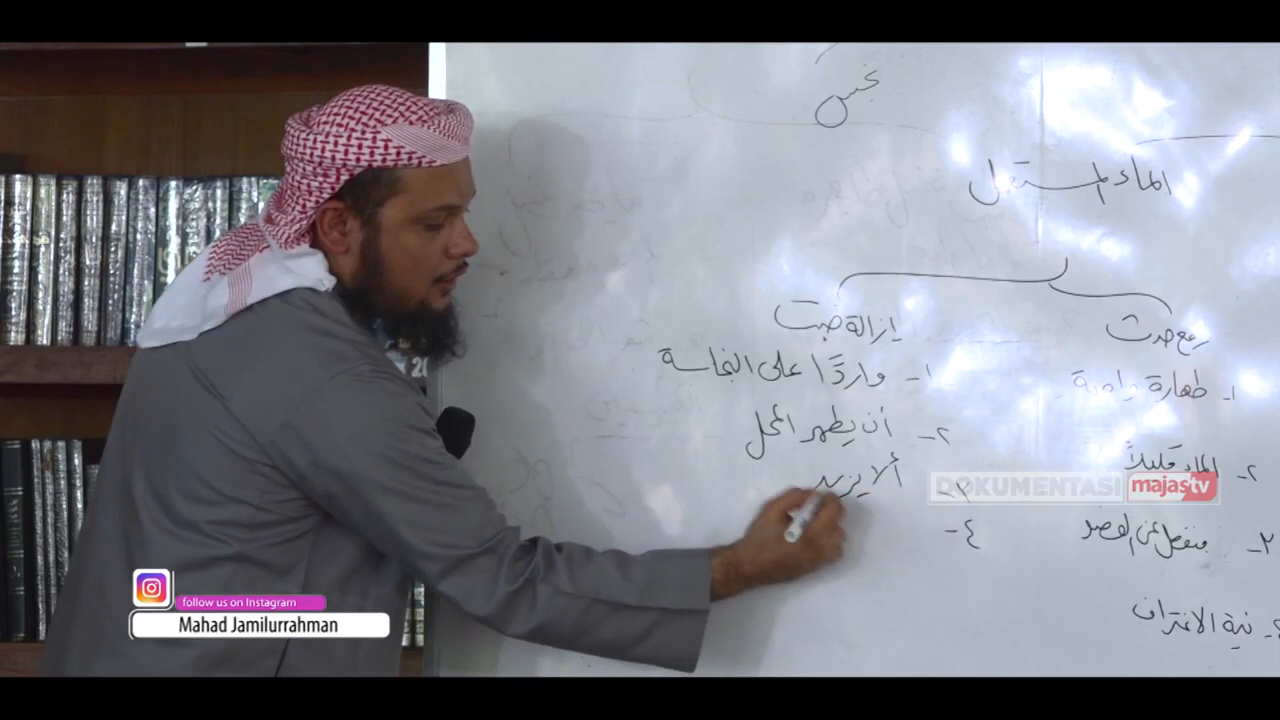 نجس
الماء المستعمل
رفع حدث
١- طهارة واجبة
٢- الماء قليلاً
٣- منفصل عن العضو
٤- نية الاغتراف
إزالة خبث
١- واردًا على النجاسة
٢- أن يطهر المحل
٣- ألا يزيد
٤-
DOKUMENTASI majastv
follow us on Instagram
Mahad Jamilurrahman